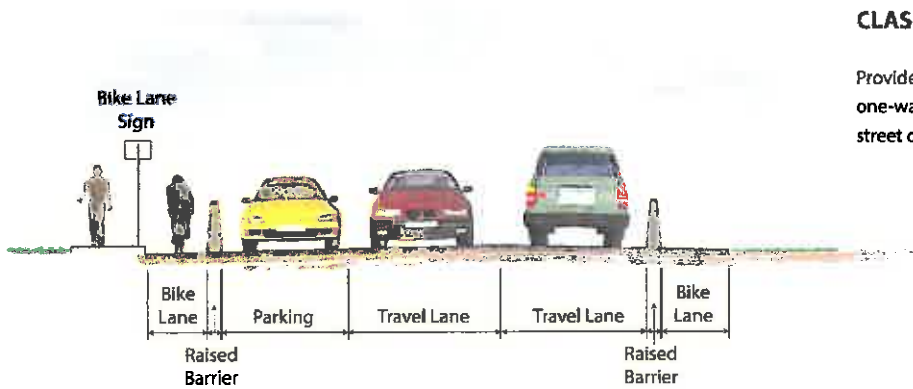 CLAS
Provide
one-wa
street c
Bike Lane
Sign
Bike
Lane
Parking
Travel Lane
Travel Lane
Bike
Lane
Raised
Barrier
Raised
Barrier